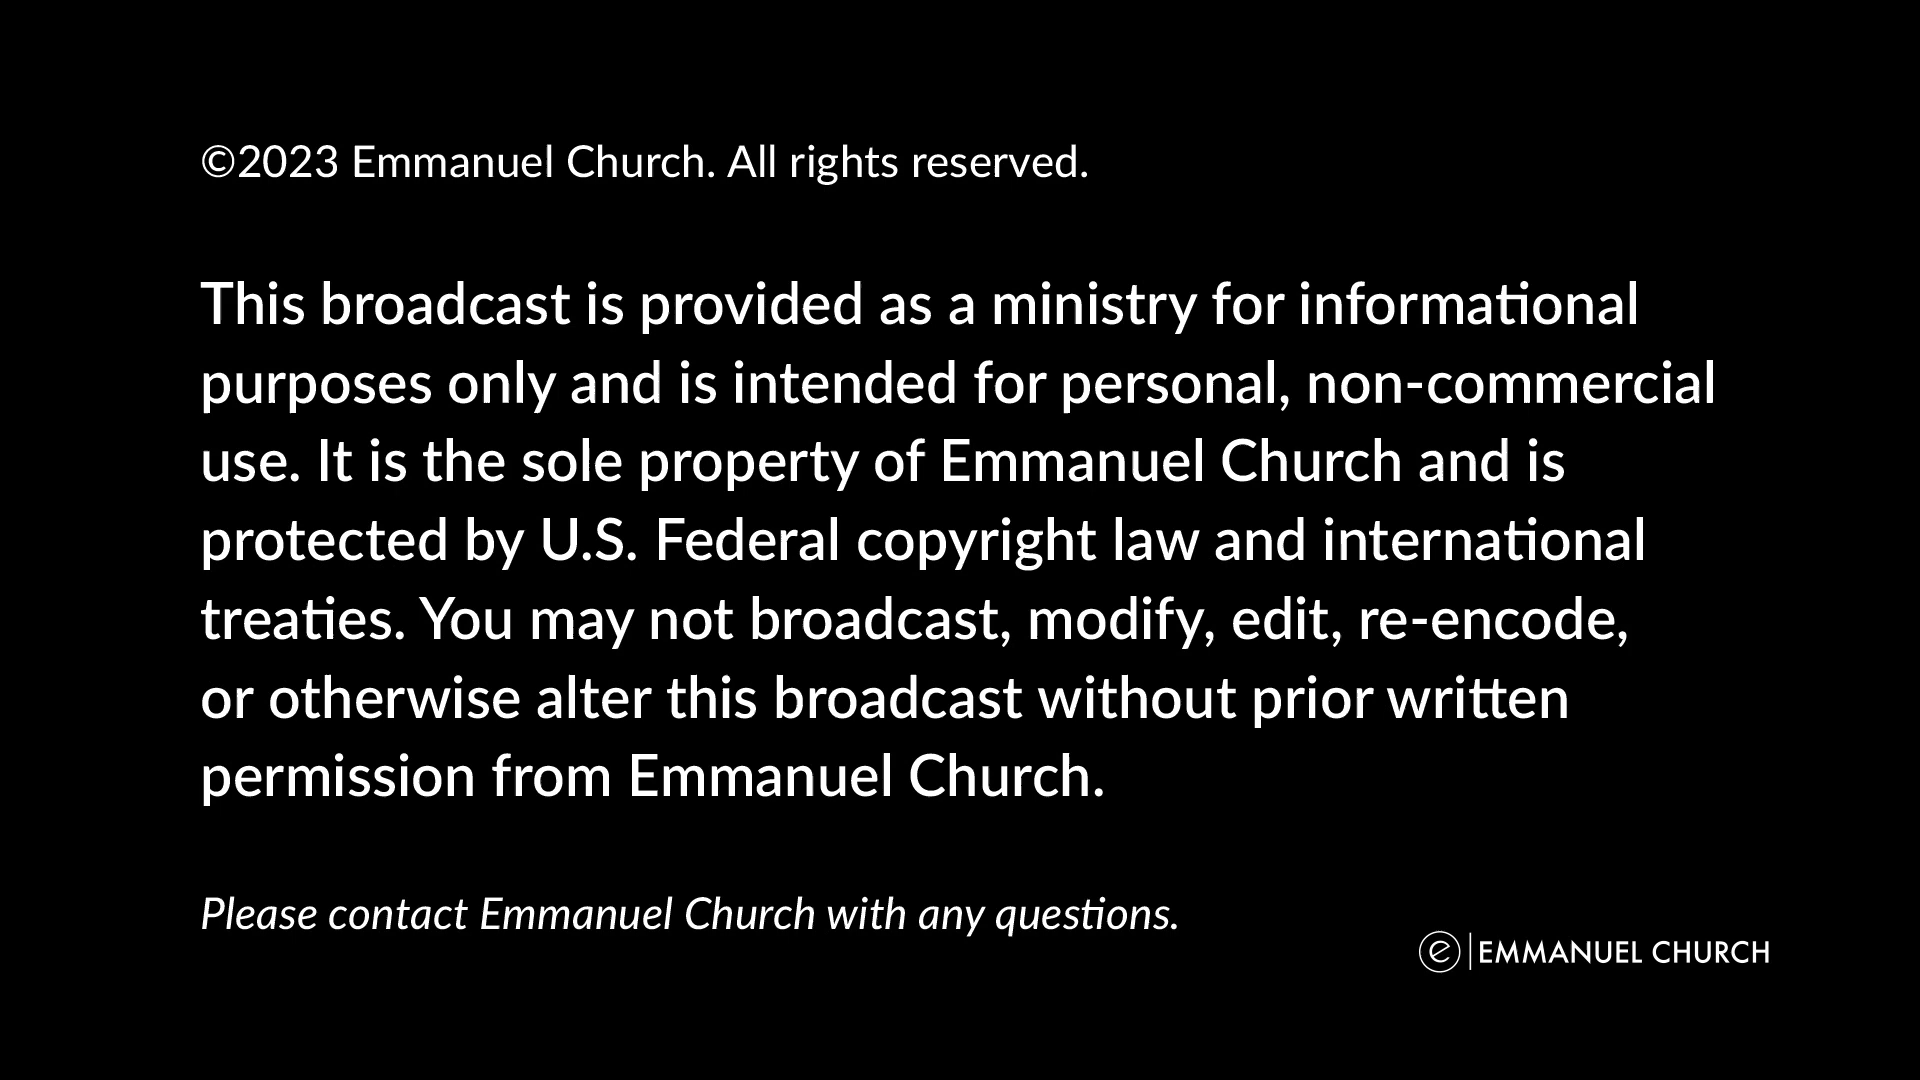 ©2023 Emmanuel Church. All rights reserved.
This broadcast is provided as a ministry for informational
purposes only and is intended for personal, non-commercial
use. It is the sole property of Emmanuel Church and is
protected by U.S. Federal copyright law and international
treaties. You may not broadcast, modify, edit, re-encode,
or otherwise alter this broadcast without prior written
permission from Emmanuel Church.
Please contact Emmanuel Church with any questions.
e | EMMANUEL CHURCH